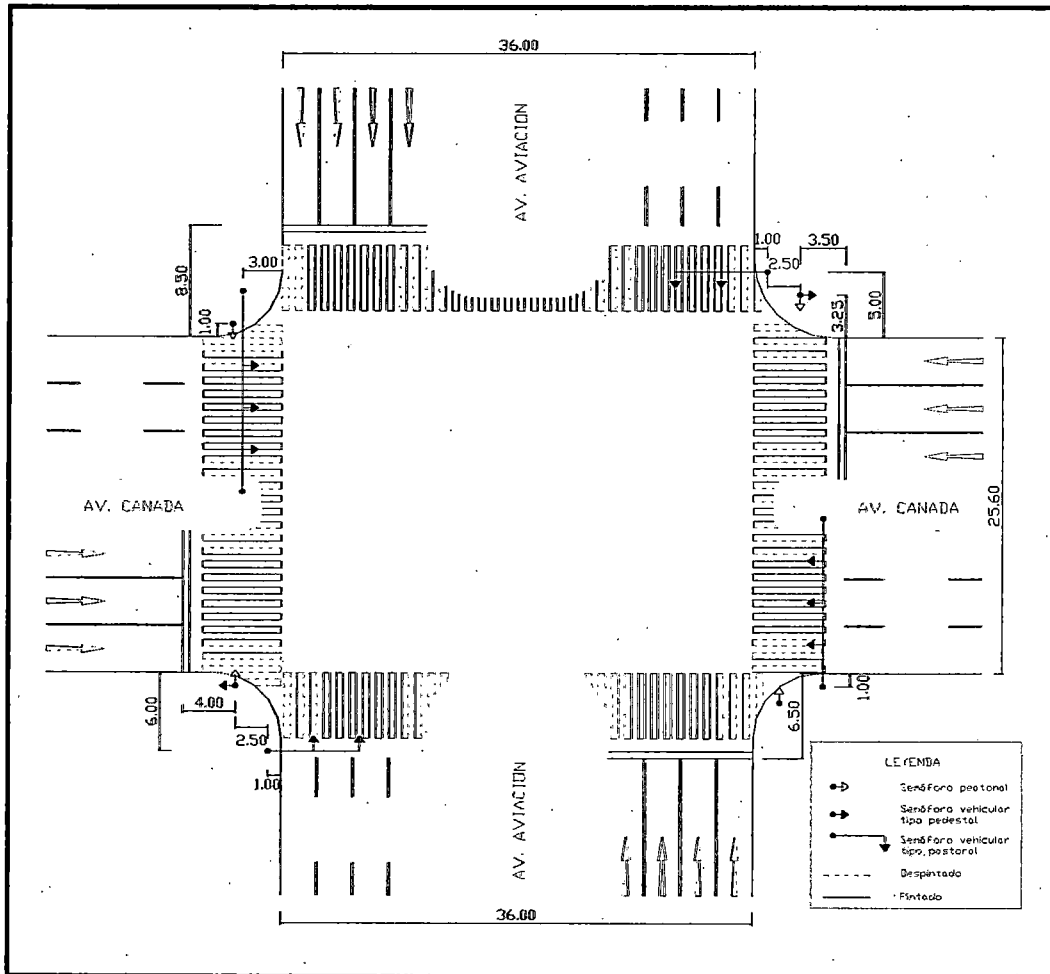 36.00
AV. AVIACION
8.50
3.00
1.00
1.00
2.50
3.50
3.25
5.00
AV. CANADA
AV. CANADA
25.60
6.00
4.00
2.50
1.00
6.50
1.00
AV. AVIACION
36.00
LEYENDA
Semáforo peatonal
Semáforo vehicular
tipo pedestal
Semáforo vehicular
tipo pastoral
Despintado
Pintado